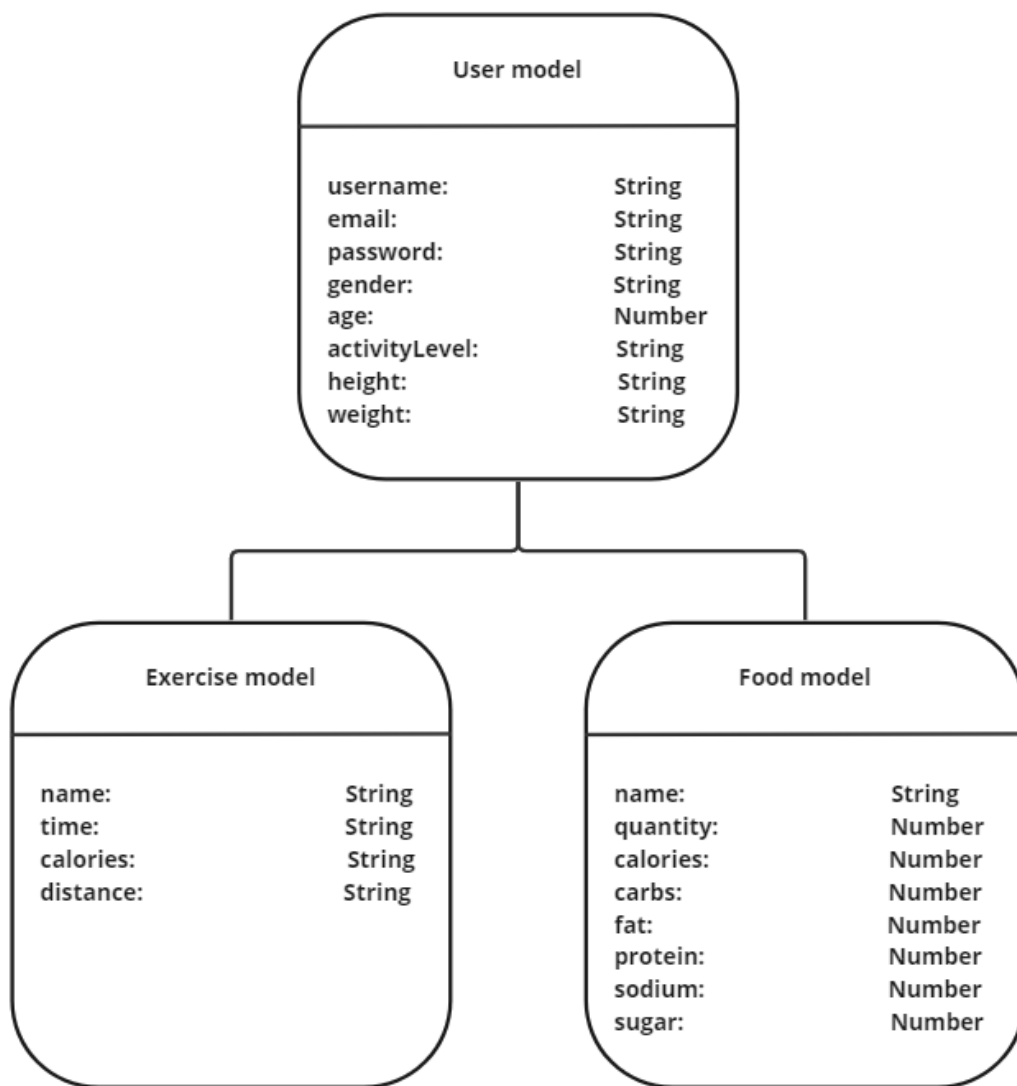 User model
username: String
email: String
password: String
gender: String
age: Number
activityLevel: String
height: String
weight: String
Exercise model
name: String
time: String
calories: String
distance: String
Food model
name: String
quantity: Number
calories: Number
carbs: Number
fat: Number
protein: Number
sodium: Number
sugar: Number